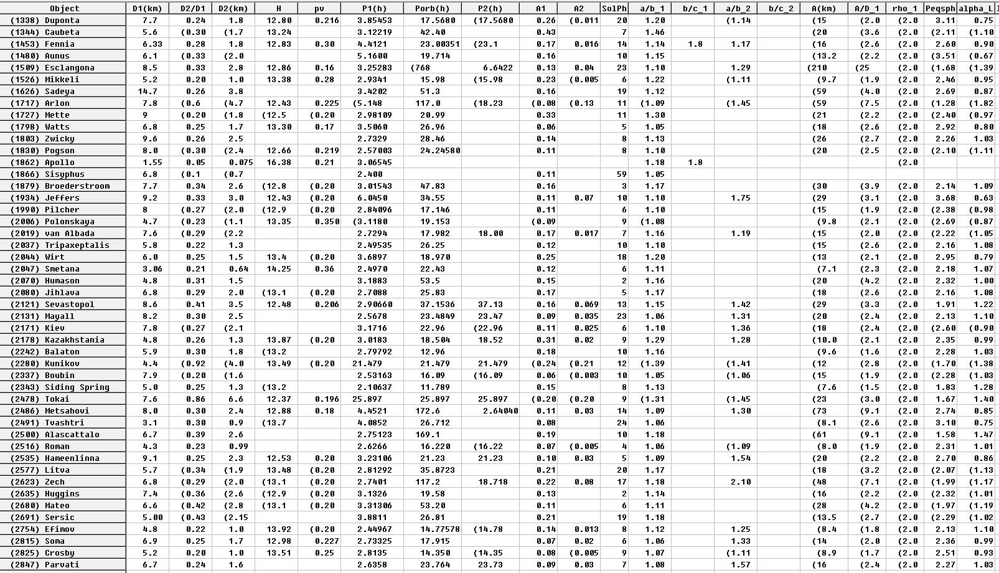 Object D1(km) D2/D1 D2(km) H pv P1(h) Porb(h) P2(h) A1 A2 SolPh a/b_1 b/c_1 a/b_2 b/c_2 A(km) A/D_1 rho_1 Peqsph alpha_L
(1338) Duponta 7.7 0.24 1.8 12.80 0.216 3.85453 17.5680 (17.5680 0.26 (0.011 20 1.20 (1.14 (15 (2.0 (2.0 3.11 0.75
(1344) Caubeta 5.6 (0.30 (1.7 13.24 3.12219 42.40 0.43 7 1.46 (20 (3.6 (2.0 (2.11 (1.10
(1453) Fennia 6.33 0.28 1.8 12.83 0.30 4.4121 23.00351 (23.1 0.17 0.016 14 1.14 1.8 1.17 (16 (2.6 (2.0 2.60 0.90
(1480) Aunus 6.1 (0.33 (2.0 5.1600 19.714 0.16 10 1.15 (13.2 (2.2 (2.0 (3.51 (0.67
(1509) Esclangona 8.5 0.33 2.8 12.86 0.16 3.25283 (768 6.6422 0.13 0.04 23 1.10 1.29 (210 (25 (2.0 (1.68 (1.39
(1526) Mikkeli 5.2 0.20 1.0 13.38 0.28 2.9341 15.98 (15.98 0.23 (0.005 6 1.22 (1.11 (9.7 (1.9 (2.0 2.46 0.95
(1626) Sadeya 14.7 0.26 3.8 3.4202 51.3 0.16 19 1.12 (59 (4.0 (2.0 2.69 0.87
(1717) Arlon 7.8 (0.6 (4.7 12.43 0.225 (5.148 117.0 (18.23 (0.08 (0.13 11 (1.09 (1.45 (59 (7.5 (2.0 (1.28 (1.82
(1727) Mette 9 (0.20 (1.8 (12.5 (0.20 2.98109 20.99 0.33 11 1.30 (21 (2.2 (2.0 (2.40 (0.97
(1798) Watts 6.8 0.25 1.7 13.30 0.17 3.5060 26.96 0.06 5 1.05 (18 (2.6 (2.0 2.92 0.80
(1803) Zwicky 9.6 0.26 2.5 2.7329 28.46 0.14 8 1.13 (26 (2.7 (2.0 2.26 1.03
(1830) Pogson 8.0 (0.30 (2.4 12.66 0.219 2.57003 24.24580 0.11 8 1.10 (20 (2.5 (2.0 (2.10 (1.11
(1862) Apollo 1.55 0.05 0.075 16.38 0.21 3.06545 1.18 1.8 (2.0
(1866) Sisyphus 6.8 (0.1 (0.7 2.400 0.11 59 1.05
(1879) Broederstroom 7.7 0.34 2.6 (12.8 (0.20 3.01543 47.83 0.16 3 1.17 (30 (3.9 (2.0 2.14 1.09
(1934) Jeffers 9.2 0.33 3.0 12.43 (0.20 6.0450 34.55 0.11 0.07 10 1.10 1.75 (29 (3.1 (2.0 3.68 0.63
(1990) Pilcher 8 (0.27 (2.0 (12.9 (0.20 2.84096 17.146 0.11 6 1.10 (15 (1.9 (2.0 (2.38 (0.98
(2006) Polonskaya 4.7 (0.23 (1.1 13.35 0.350 (3.1180 19.153 (0.09 9 (1.08 (9.8 (2.1 (2.0 (2.69 (0.87
(2019) van Albada 7.6 (0.29 (2.2 2.7294 17.982 18.00 0.17 0.017 7 1.16 1.19 (15 (2.0 (2.0 (2.22 (1.05
(2037) Tripaxeptalis 5.8 0.22 1.3 2.49535 26.25 0.12 10 1.10 (15 (2.6 (2.0 2.16 1.08
(2044) Wirt 6.0 0.25 1.5 13.4 (0.20 3.6897 18.970 0.25 18 1.20 (13 (2.1 (2.0 2.95 0.79
(2047) Smetana 3.06 0.21 0.64 14.25 0.36 2.4970 22.43 0.12 6 1.11 (7.1 (2.3 (2.0 2.18 1.07
(2070) Humason 4.8 0.31 1.5 3.1883 53.5 0.15 2 1.16 (20 (4.2 (2.0 2.32 1.00
(2080) Jihlava 6.8 0.29 2.0 (13.1 (0.20 2.7088 25.83 0.17 5 1.17 (18 (2.6 (2.0 2.16 1.08
(2121) Sevastopol 8.6 0.41 3.5 12.48 0.206 2.90660 37.1536 37.13 0.16 0.069 13 1.15 1.42 (29 (3.3 (2.0 1.91 1.22
(2131) Mayall 8.2 0.30 2.5 2.5678 23.4849 23.47 0.09 0.035 23 1.06 1.31 (20 (2.4 (2.0 2.13 1.10
(2171) Kiev 7.8 (0.27 (2.1 3.1716 22.96 (22.96 0.11 0.025 6 1.10 1.36 (18 (2.4 (2.0 (2.60 (0.90
(2178) Kazakhstania 4.8 0.26 1.3 13.87 (0.20 3.0183 18.504 18.52 0.31 0.02 9 1.29 1.28 (10.0 (2.1 (2.0 2.35 0.99
(2242) Balaton 5.9 0.30 1.8 (13.2 2.79792 12.96 0.18 10 1.16 (9.6 (1.6 (2.0 2.28 1.03
(2280) Kunikov 4.4 (0.92 (4.0 13.49 (0.20 21.479 21.479 21.479 (0.24 (0.21 12 (1.39 (1.41 (12 (2.8 (2.0 (1.70 (1.38
(2337) Boubin 7.9 (0.20 (1.6 2.53163 16.09 (16.09 0.06 (0.003 10 1.05 (1.06 (15 (1.9 (2.0 (2.28 (1.03
(2343) Siding Spring 5.0 0.25 1.3 (13.2 2.10637 11.789 0.15 8 1.13 (7.6 (1.5 (2.0 1.83 1.28
(2478) Tokai 7.6 0.86 6.6 12.37 0.196 25.897 25.897 25.897 (0.20 (0.20 9 (1.31 (1.45 (23 (3.0 (2.0 1.67 1.40
(2486) Metsahovi 8.0 0.30 2.4 12.88 0.18 4.4521 172.6 2.64040 0.11 0.03 14 1.09 1.30 (73 (9.1 (2.0 2.74 0.85
(2491) Tvashtri 3.1 0.30 0.9 (13.7 4.0852 26.712 0.08 24 1.06 (8.1 (2.6 (2.0 3.10 0.75
(2500) Alascattalo 6.7 0.39 2.6 2.75123 169.1 0.19 10 1.18 (61 (9.1 (2.0 1.58 1.47
(2516) Roman 4.3 0.23 0.99 2.6266 16.220 (16.22 0.07 (0.005 4 1.06 (1.09 (8.0 (1.9 (2.0 2.31 1.01
(2535) Hameenlinna 9.1 0.25 2.3 12.53 0.20 3.23106 21.23 21.23 0.10 0.03 5 1.09 1.54 (20 (2.2 (2.0 2.70 0.86
(2577) Litva 5.7 (0.34 (1.9 13.48 (0.20 2.81292 35.8723 0.21 20 1.17 (18 (3.2 (2.0 (2.07 (1.13
(2623) Zech 6.8 (0.29 (2.0 (13.1 (0.20 2.7401 117.2 18.718 0.22 0.08 17 1.18 2.10 (48 (7.1 (2.0 (1.99 (1.17
(2635) Huggins 7.4 (0.36 (2.6 (12.9 (0.20 3.1326 19.58 0.13 2 1.14 (16 (2.2 (2.0 (2.32 (1.01
(2680) Mateo 6.6 (0.42 (2.8 (13.1 (0.20 3.31306 53.20 0.11 6 1.11 (28 (4.2 (2.0 (1.97 (1.19
(2691) Sersic 5.00 (0.43 (2.15 3.8811 26.81 0.21 19 1.18 (13.5 (2.7 (2.0 (2.29 (1.02
(2754) Efimov 4.8 0.22 1.0 13.92 (0.20 2.44967 14.77578 (14.78 0.14 0.013 8 1.12 1.25 (8.4 (1.8 (2.0 2.13 1.10
(2815) Soma 6.9 0.25 1.7 12.98 0.227 2.73325 17.915 0.07 0.02 6 1.06 1.33 (14 (2.0 (2.0 2.36 0.99
(2825) Crosby 5.2 0.20 1.0 13.51 0.25 2.8135 14.350 (14.35 0.08 (0.005 9 1.07 (1.11 (8.9 (1.7 (2.0 2.51 0.93
(2847) Parvati 6.7 0.24 1.6 2.6358 23.764 23.73 0.09 0.03 7 1.08 1.57 (16 (2.4 (2.0 2.27 1.03